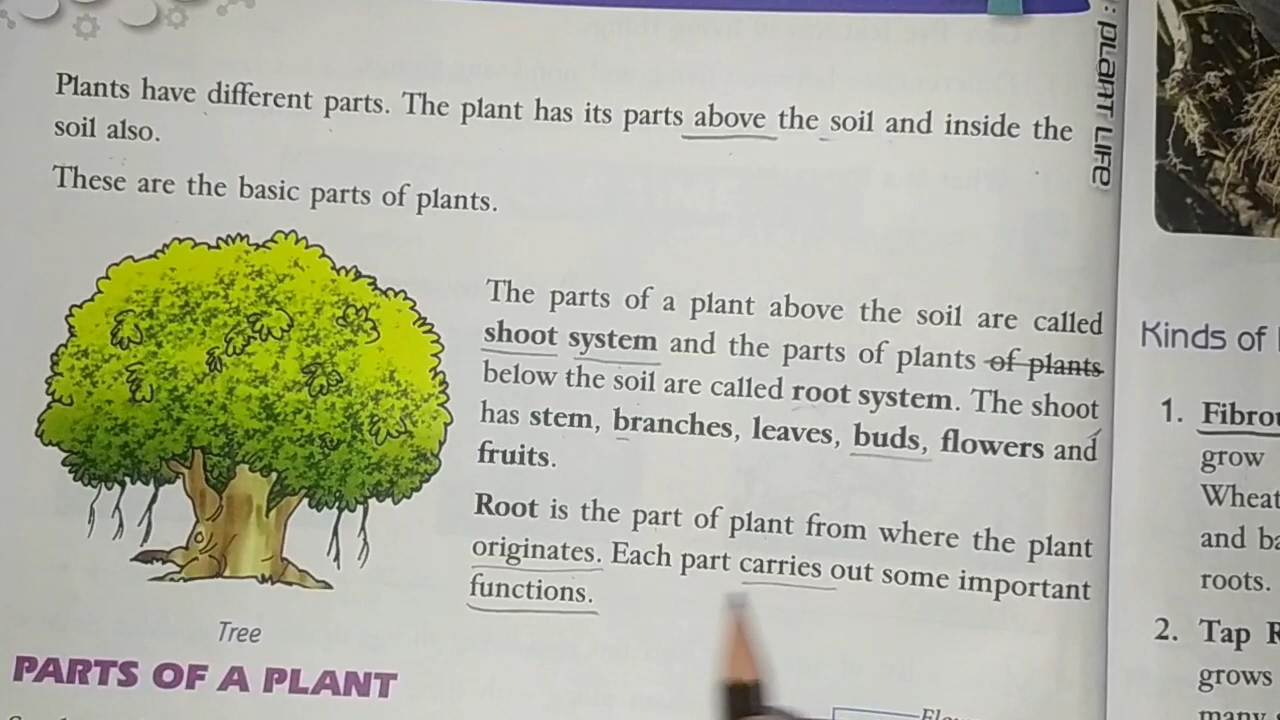 Plants have different parts. The plant has its parts above the soil and inside the
soil also.
These are the basic parts of plants.
The parts of a plant above the soil are called
shoot system and the parts of plants of plants
below the soil are called root system. The shoot
has stem, branches, leaves, buds, flowers and
fruits.
Root is the part of plant from where the plant
originates. Each part carries out some important
functions.
Tree
PARTS OF A PLANT
: PLANT LIFE
Kinds of
1. Fibrou
grow
Wheat
and ba
roots.
2. Tap R
grows
many